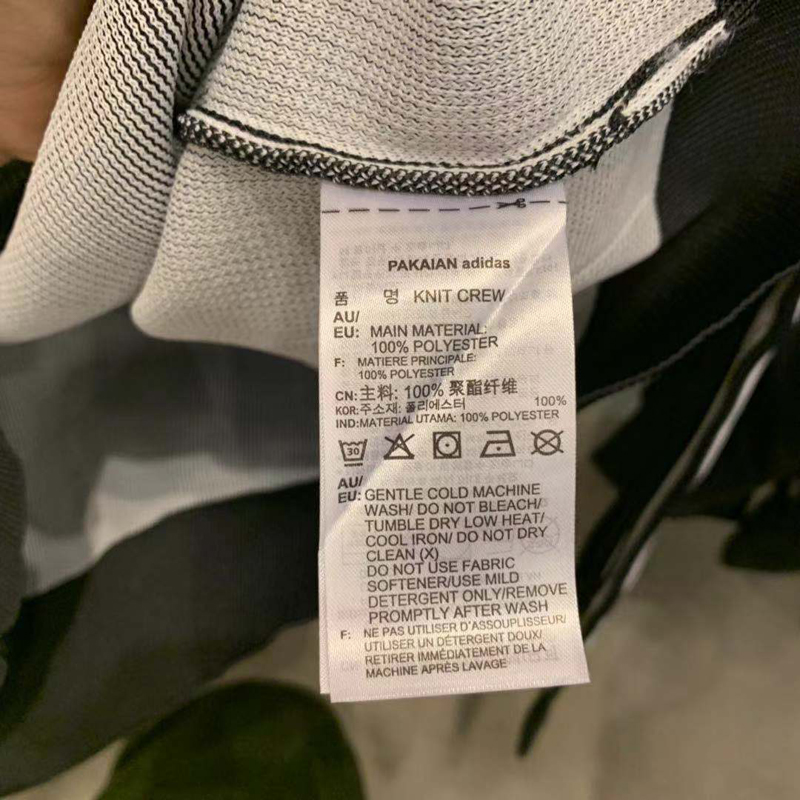 PAKAIAN adidas
품 명 KNIT CREW
AU/
EU: MAIN MATERIAL:
100% POLYESTER
F: MATIERE PRINCIPALE:
100% POLYESTER
CN: 主料: 100% 聚酯纤维
KOR:주소재: 폴리에스터 100%
IND:MATERIAL UTAMA: 100% POLYESTER
30
AU/
EU: GENTLE COLD MACHINE
WASH/ DO NOT BLEACH/
TUMBLE DRY LOW HEAT/
COOL IRON/ DO NOT DRY
CLEAN (X)
DO NOT USE FABRIC
SOFTENER/USE MILD
DETERGENT ONLY/REMOVE
PROMPTLY AFTER WASH
F: NE PAS UTILISER D'ASSOUPLISSEUR/
UTILISER UN DÉTERGENT DOUX/
RETIRER IMMÉDIATEMENT DE LA
MACHINE APRÈS LAVAGE